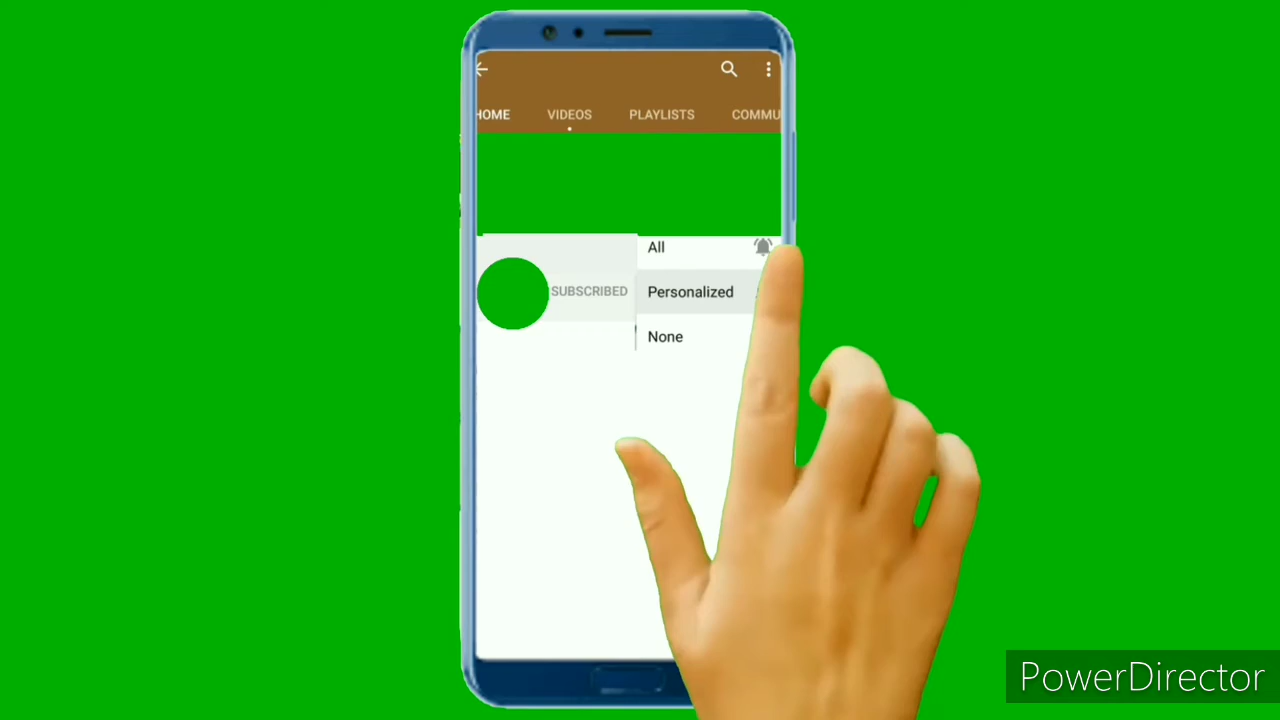 HOME VIDEOS PLAYLISTS COMMU
All
SUBSCRIBED Personalized
None
PowerDirector